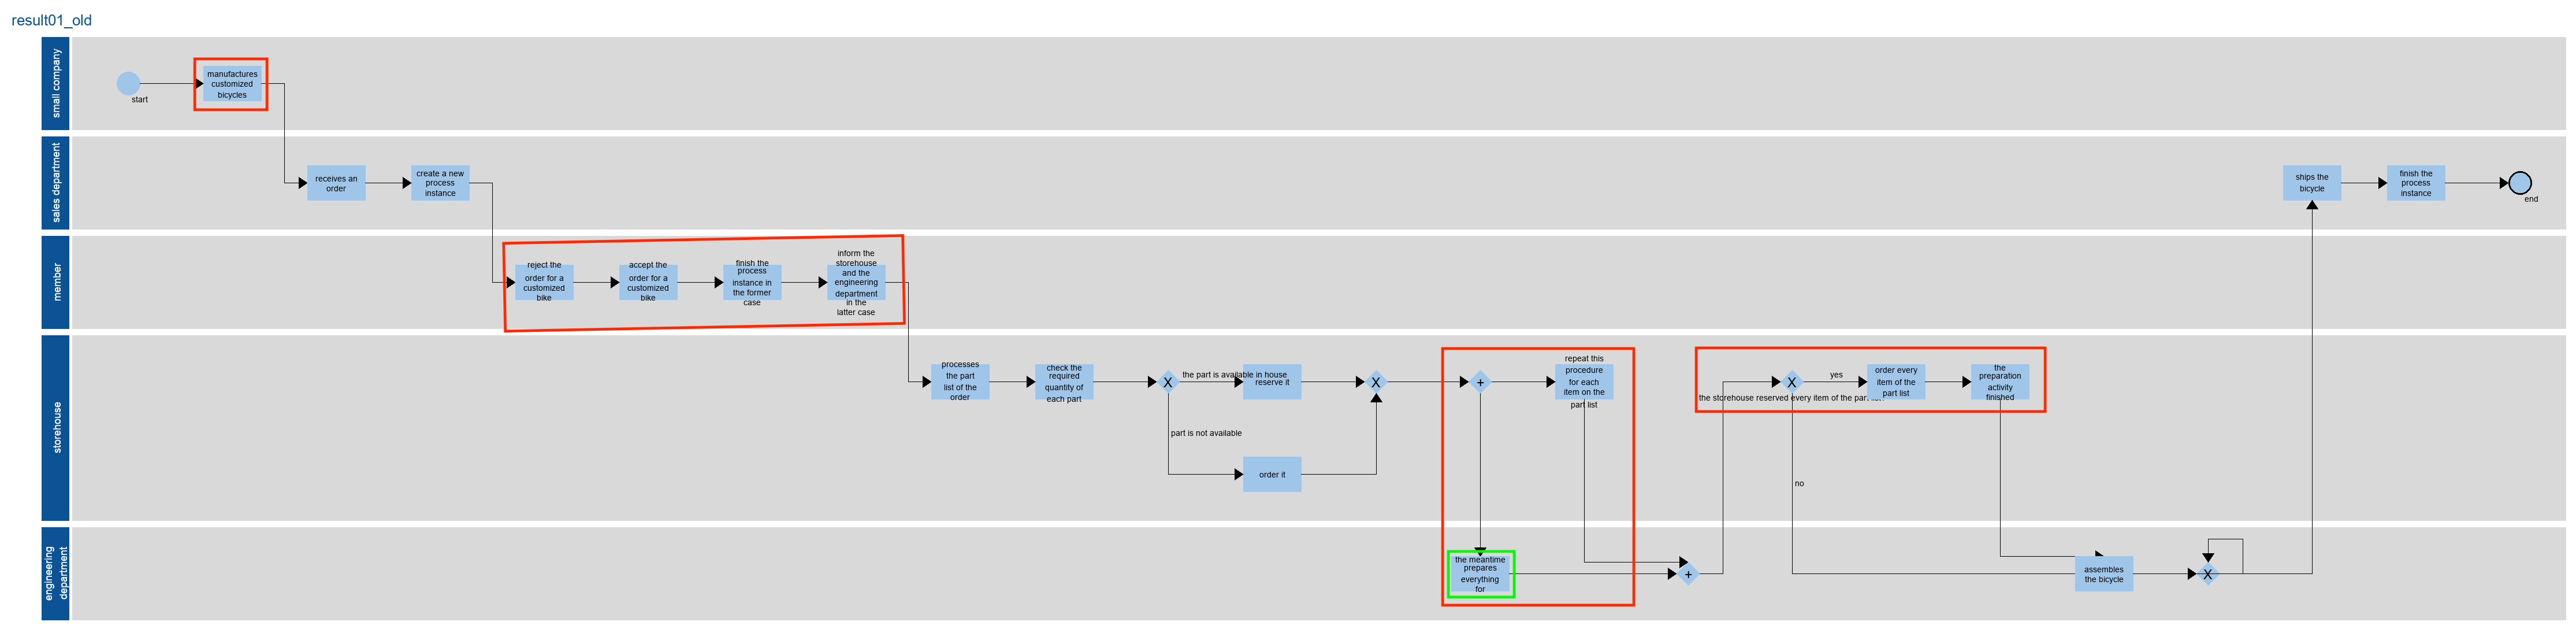 result01_old
small company
start
manufactures
customized
bicycles
sales department
receives an
order
create a new
process
instance
ships the
bicycle
finish the
process
instance
end
member
reject the
order for a
customized
bike
accept the
order for a
customized
bike
finish the
process
instance in
the former
case
inform the
storehouse
and the
engineering
department
in the
latter case
storehouse
processes
the part
list of the
order
check the
required
quantity of
each part
X
the part is available in house
reserve it
part is not available
order it
X
+
repeat this
procedure
for each
item on the
part list
the storehouse reserved every item of the part list
X
yes
no
order every
item of the
part list
the
preparation
activity
finished
engineering
department
the meantime
prepares
everything
for
+
assembles
the bicycle
X